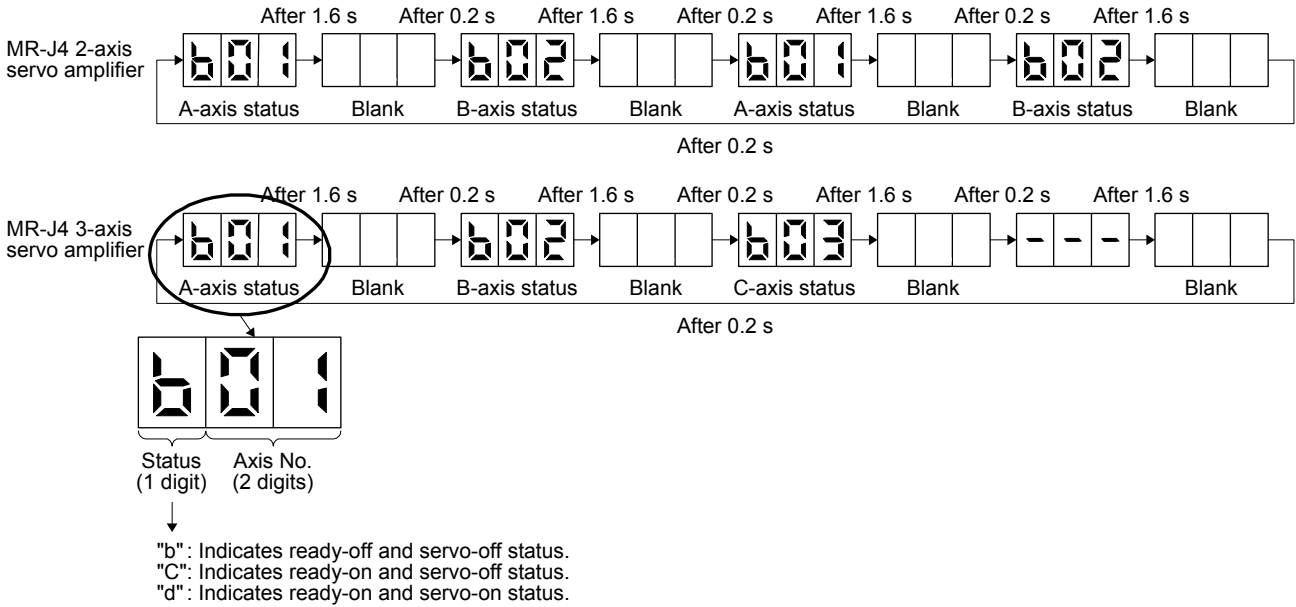 After 1.6 s After 0.2 s After 1.6 s After 0.2 s After 1.6 s After 0.2 s After 1.6 s
MR-J4 2-axis
servo amplifier
b01 b02 b01 b02
A-axis status Blank B-axis status Blank A-axis status Blank B-axis status Blank
After 0.2 s
After 1.6 s After 0.2 s After 1.6 s After 0.2 s After 1.6 s After 0.2 s After 1.6 s
MR-J4 3-axis
servo amplifier
b01 b02 b03 - - -
A-axis status Blank B-axis status Blank C-axis status Blank Blank
After 0.2 s
b01
Status Axis No.
(1 digit) (2 digits)
"b" : Indicates ready-off and servo-off status.
"C": Indicates ready-on and servo-off status.
"d" : Indicates ready-on and servo-on status.